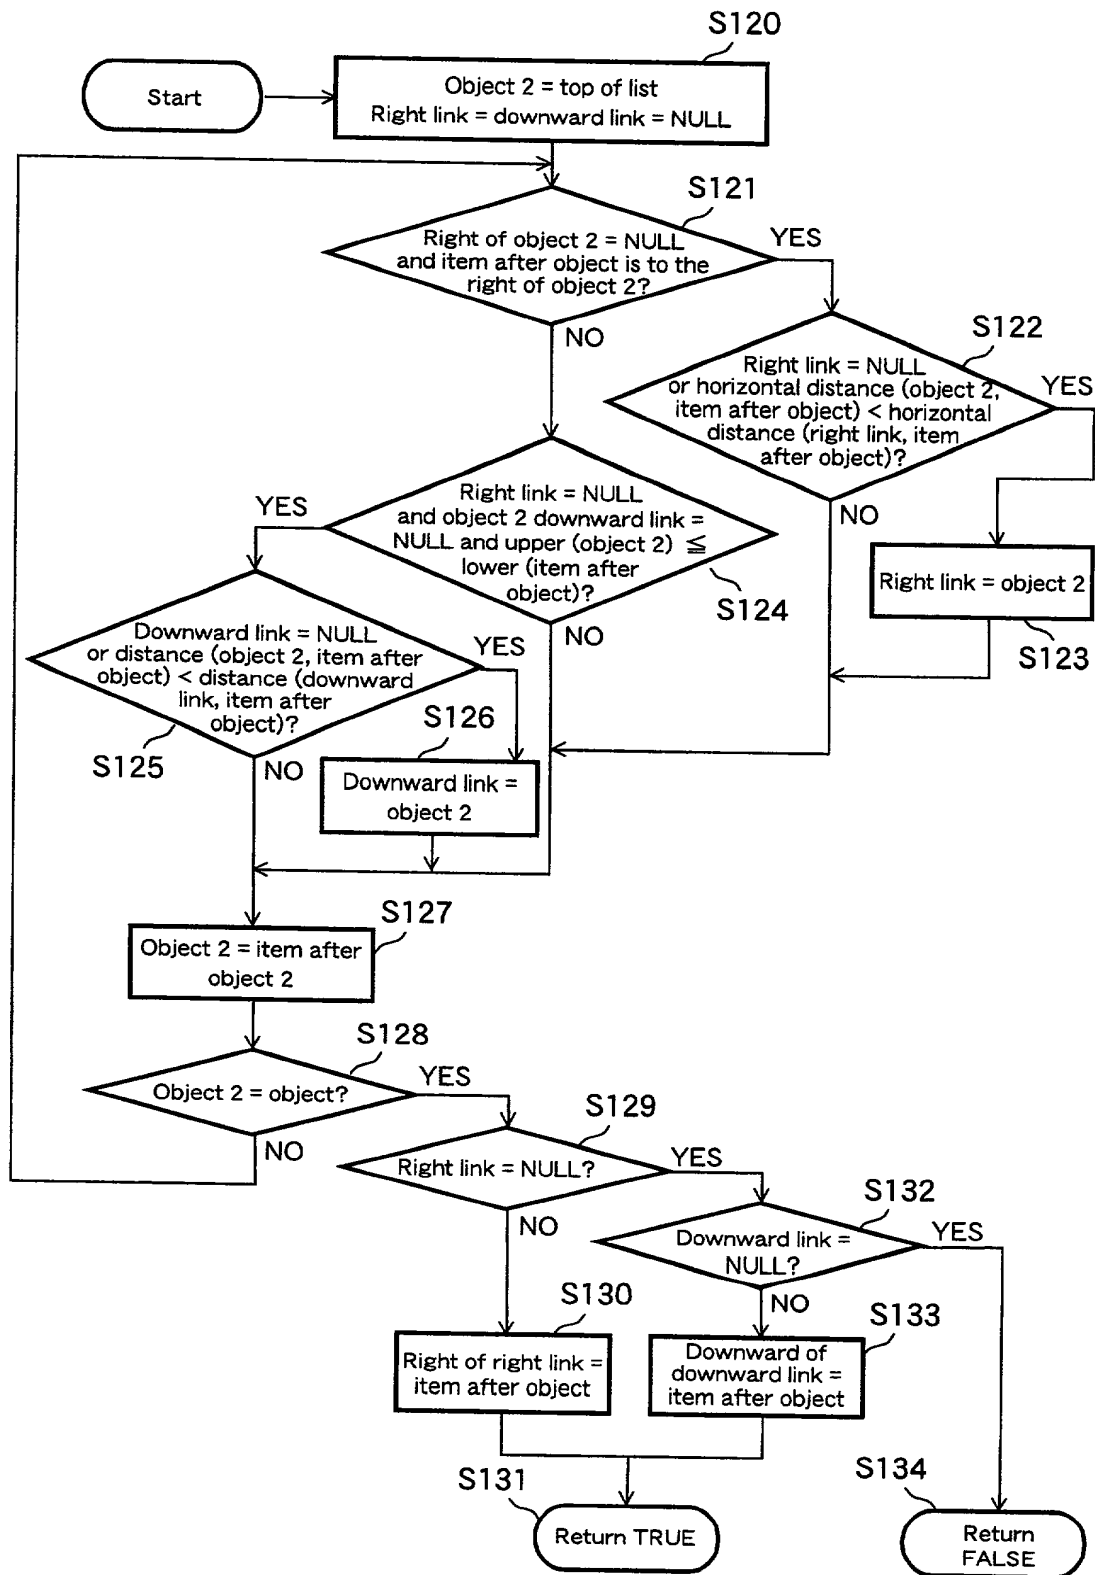 S120
Start
Object 2 = top of list
Right link = downward link = NULL
S121
Right of object 2 = NULL
and item after object is to the
right of object 2?
YES
NO
S122
Right link = NULL
or horizontal distance (object 2,
item after object) < horizontal
distance (right link, item
after object)?
YES
NO
Right link = object 2
S123
Right link = NULL
and object 2 downward link =
NULL and upper (object 2) ≦
lower (item after
object)?
YES
S124
NO
Downward link = NULL
or distance (object 2, item after
object) < distance (downward
link, item after
object)?
YES
S125
NO
S126
Downward link =
object 2
S127
Object 2 = item after
object 2
S128
Object 2 = object?
YES
NO
S129
Right link = NULL?
YES
NO
S132
Downward link =
NULL?
YES
NO
S130
Right of right link =
item after object
S133
Downward of
downward link =
item after object
S131
Return TRUE
S134
Return
FALSE